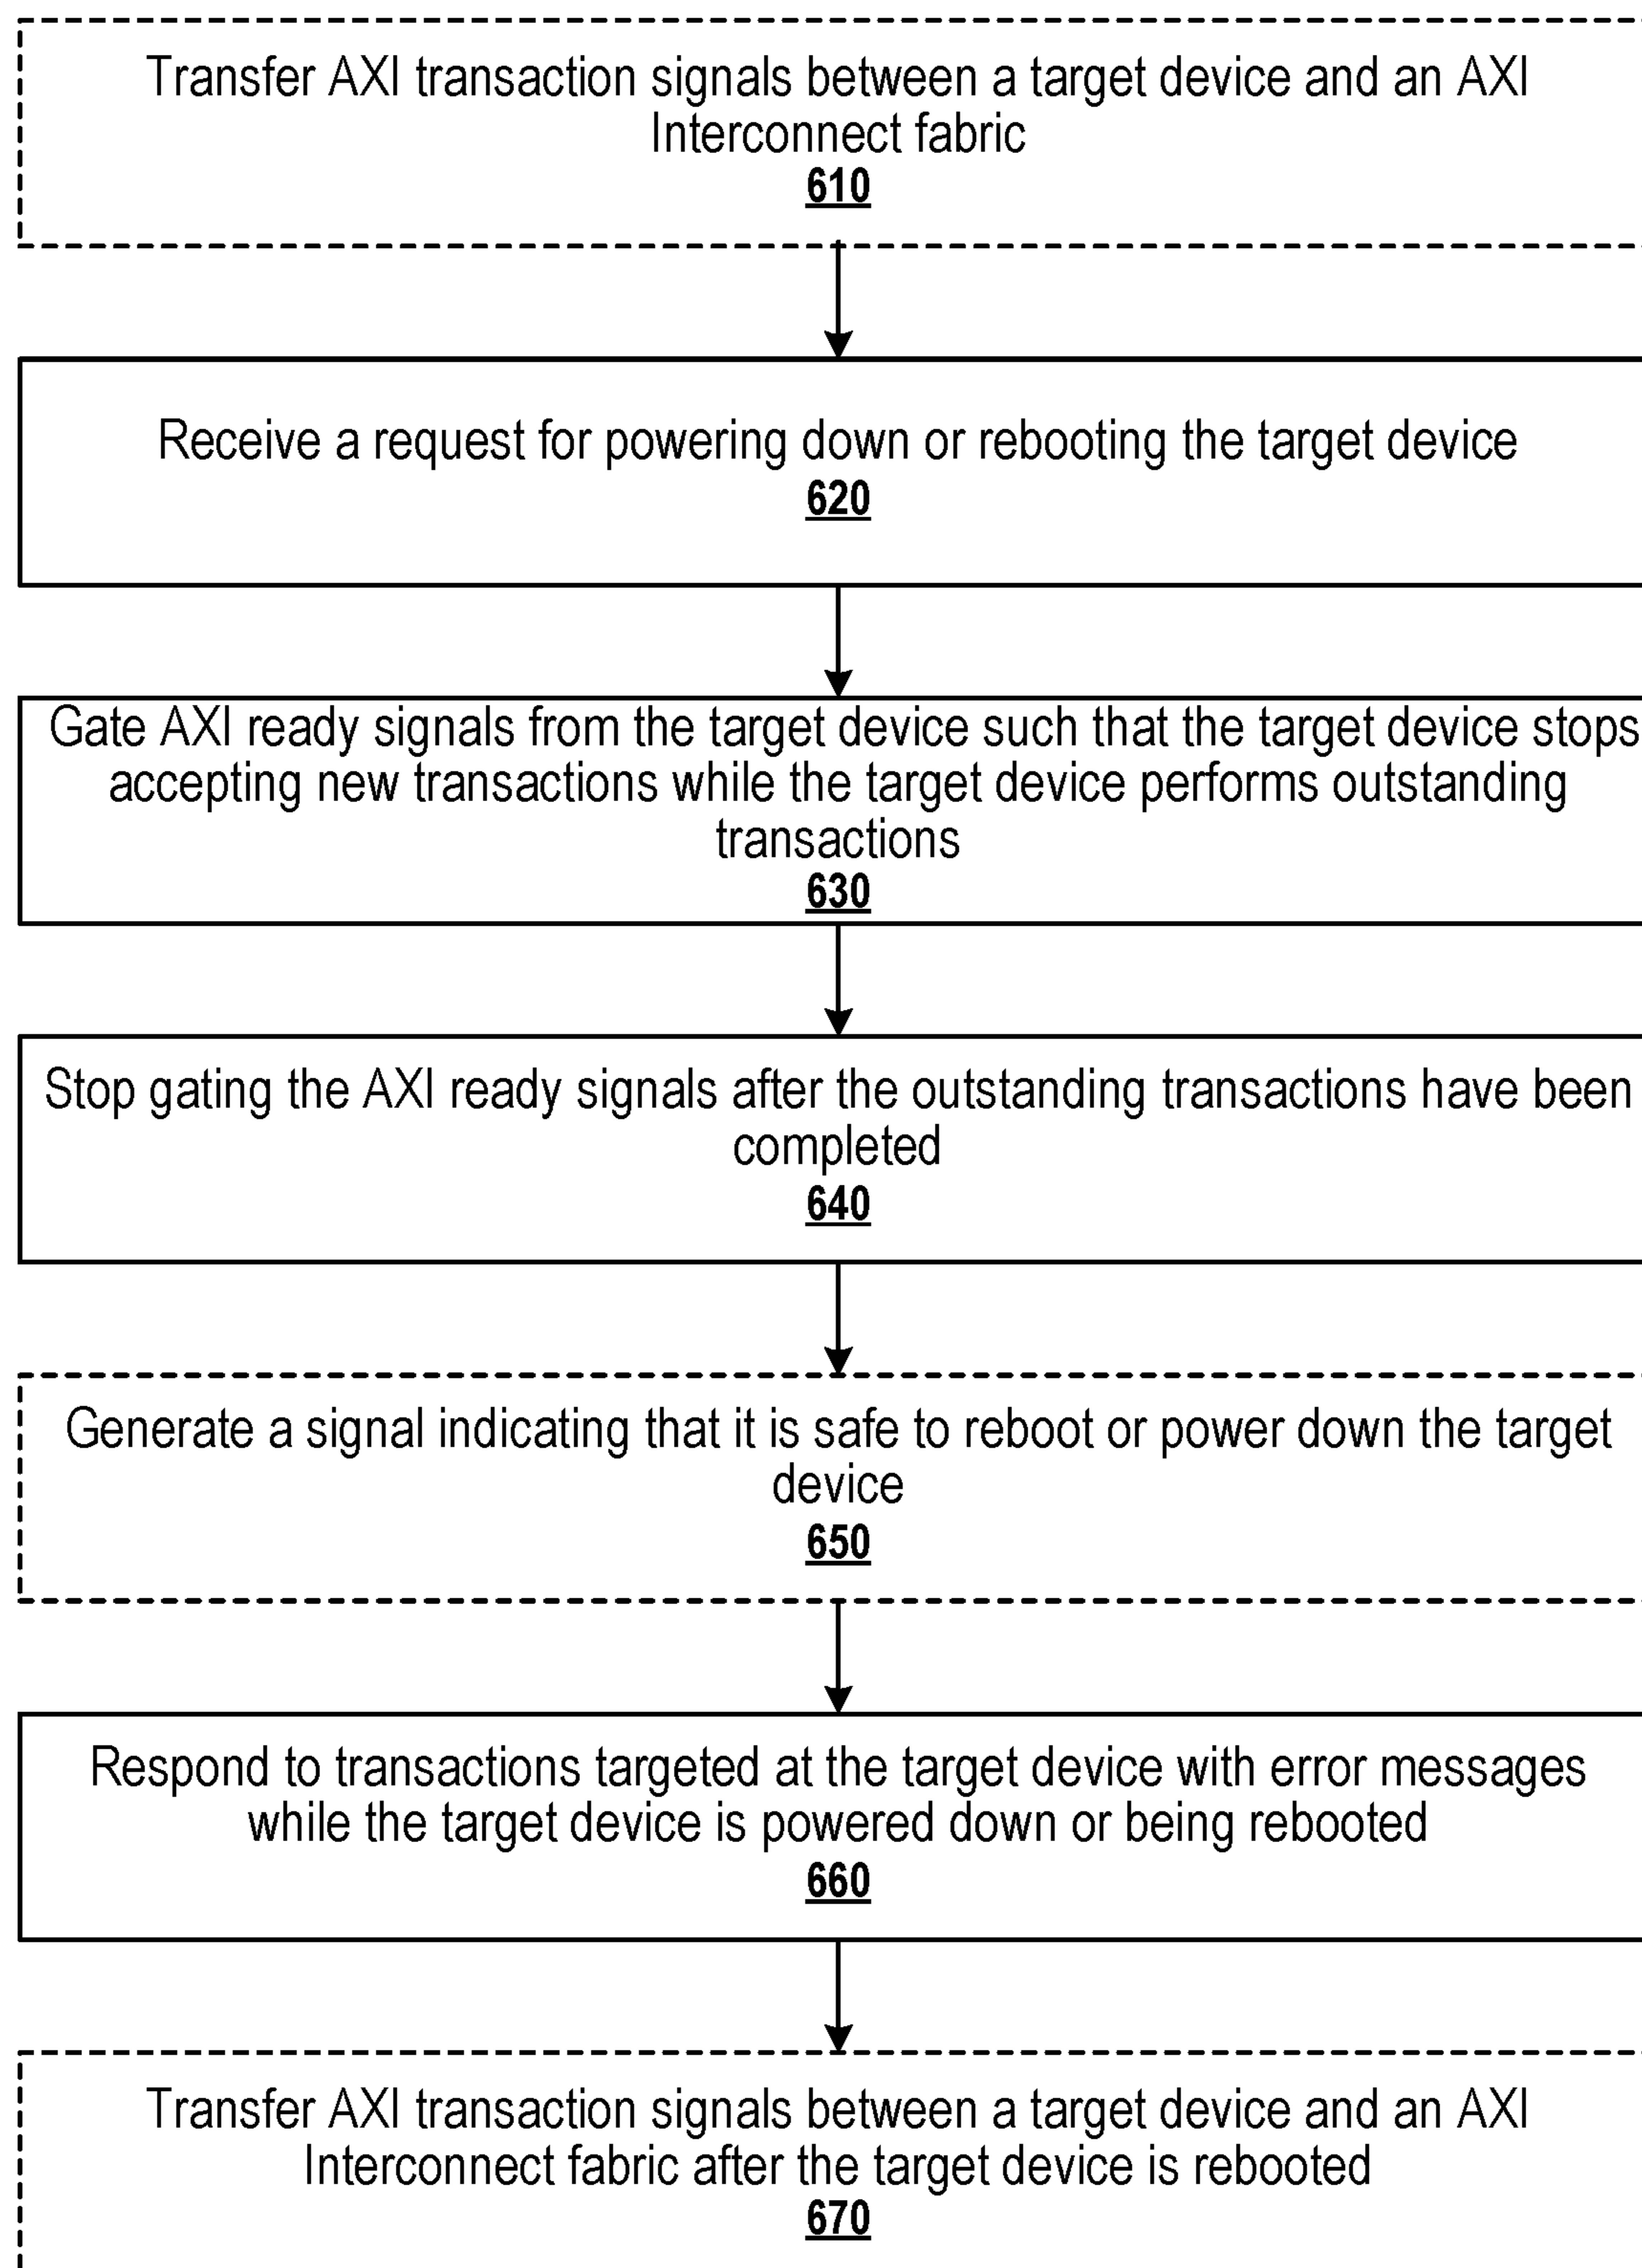 Transfer AXI transaction signals between a target device and an AXI
Interconnect fabric
610
Receive a request for powering down or rebooting the target device
620
Gate AXI ready signals from the target device such that the target device stops
accepting new transactions while the target device performs outstanding
transactions
630
Stop gating the AXI ready signals after the outstanding transactions have been
completed
640
Generate a signal indicating that it is safe to reboot or power down the target
device
650
Respond to transactions targeted at the target device with error messages
while the target device is powered down or being rebooted
660
Transfer AXI transaction signals between a target device and an AXI
Interconnect fabric after the target device is rebooted
670